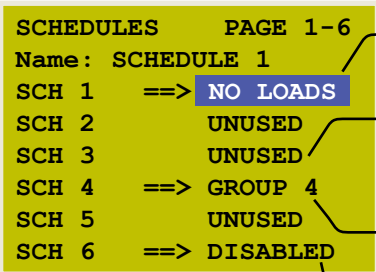 SCHEDULES PAGE 1-6
Name: SCHEDULE 1
SCH 1 ==> NO LOADS
SCH 2 UNUSED
SCH 3 UNUSED
SCH 4 ==> GROUP 4
SCH 5 UNUSED
SCH 6 ==> DISABLED